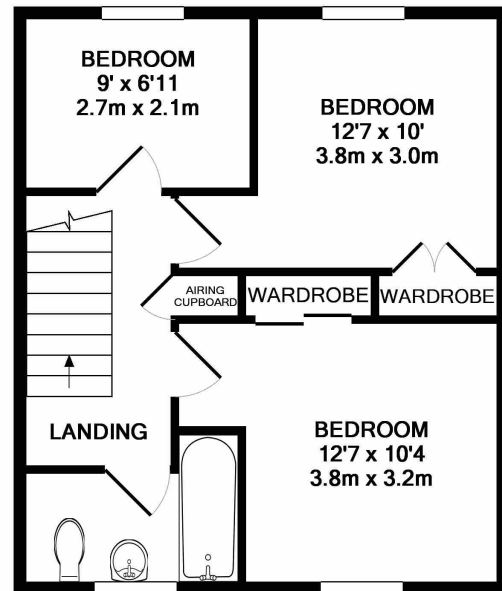 BEDROOM
9' x 6'11
2.7m x 2.1m
BEDROOM
12'7 x 10'
3.8m x 3.0m
AIRING
CUPBOARD
WARDROBE
WARDROBE
LANDING
BEDROOM
12'7 x 10'4
3.8m x 3.2m